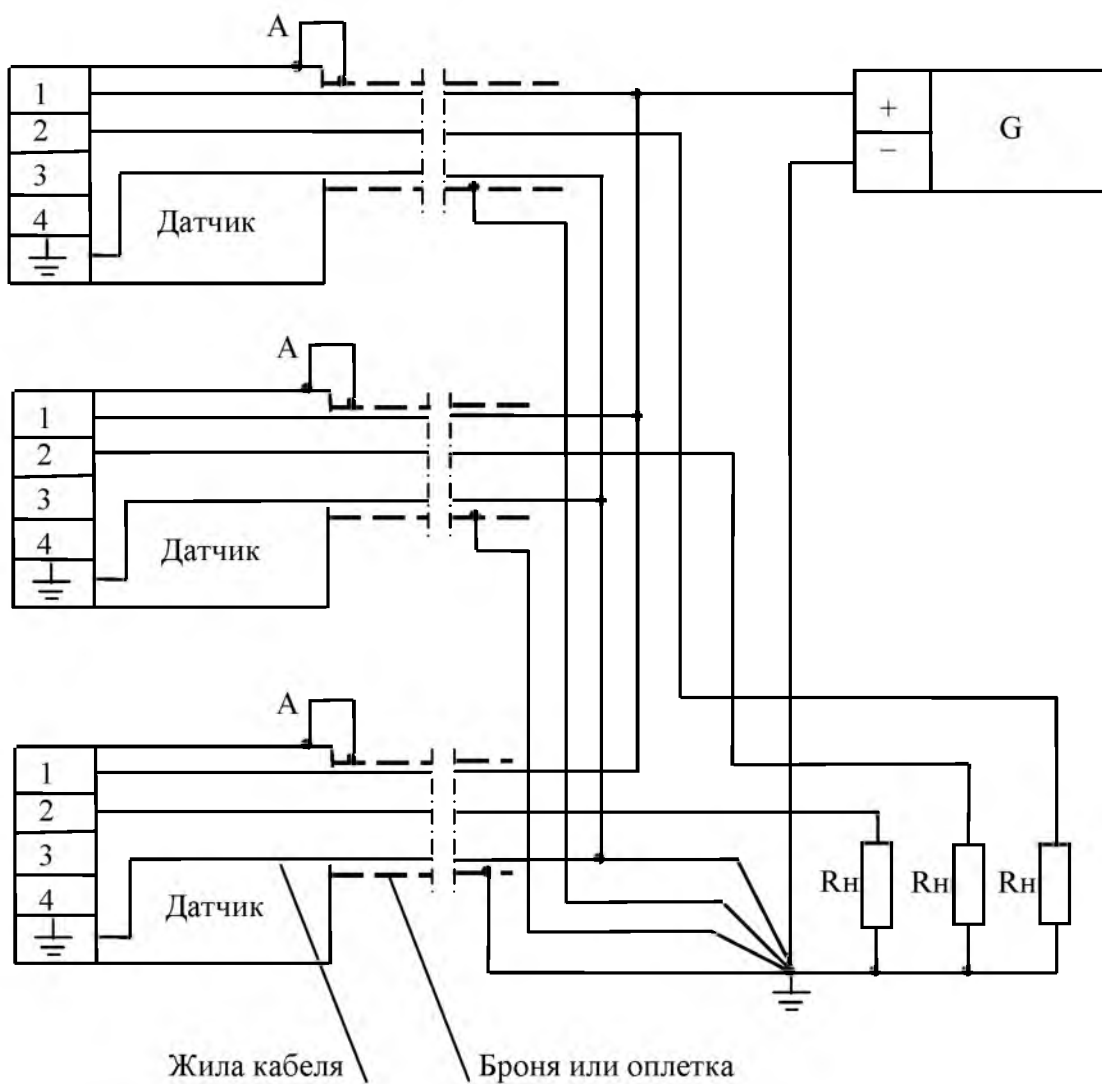 А
1
2
3
4
Датчик
+
−
G
А
1
2
3
4
Датчик
А
1
2
3
4
Датчик
Rн
Rн
Rн
Жила кабеля
Броня или оплетка